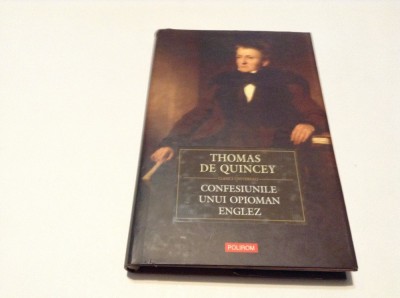 THOMAS
DE QUINCEY
CONFESIUNILE
UNUI OPIOMAN
ENGLEZ
POLIROM